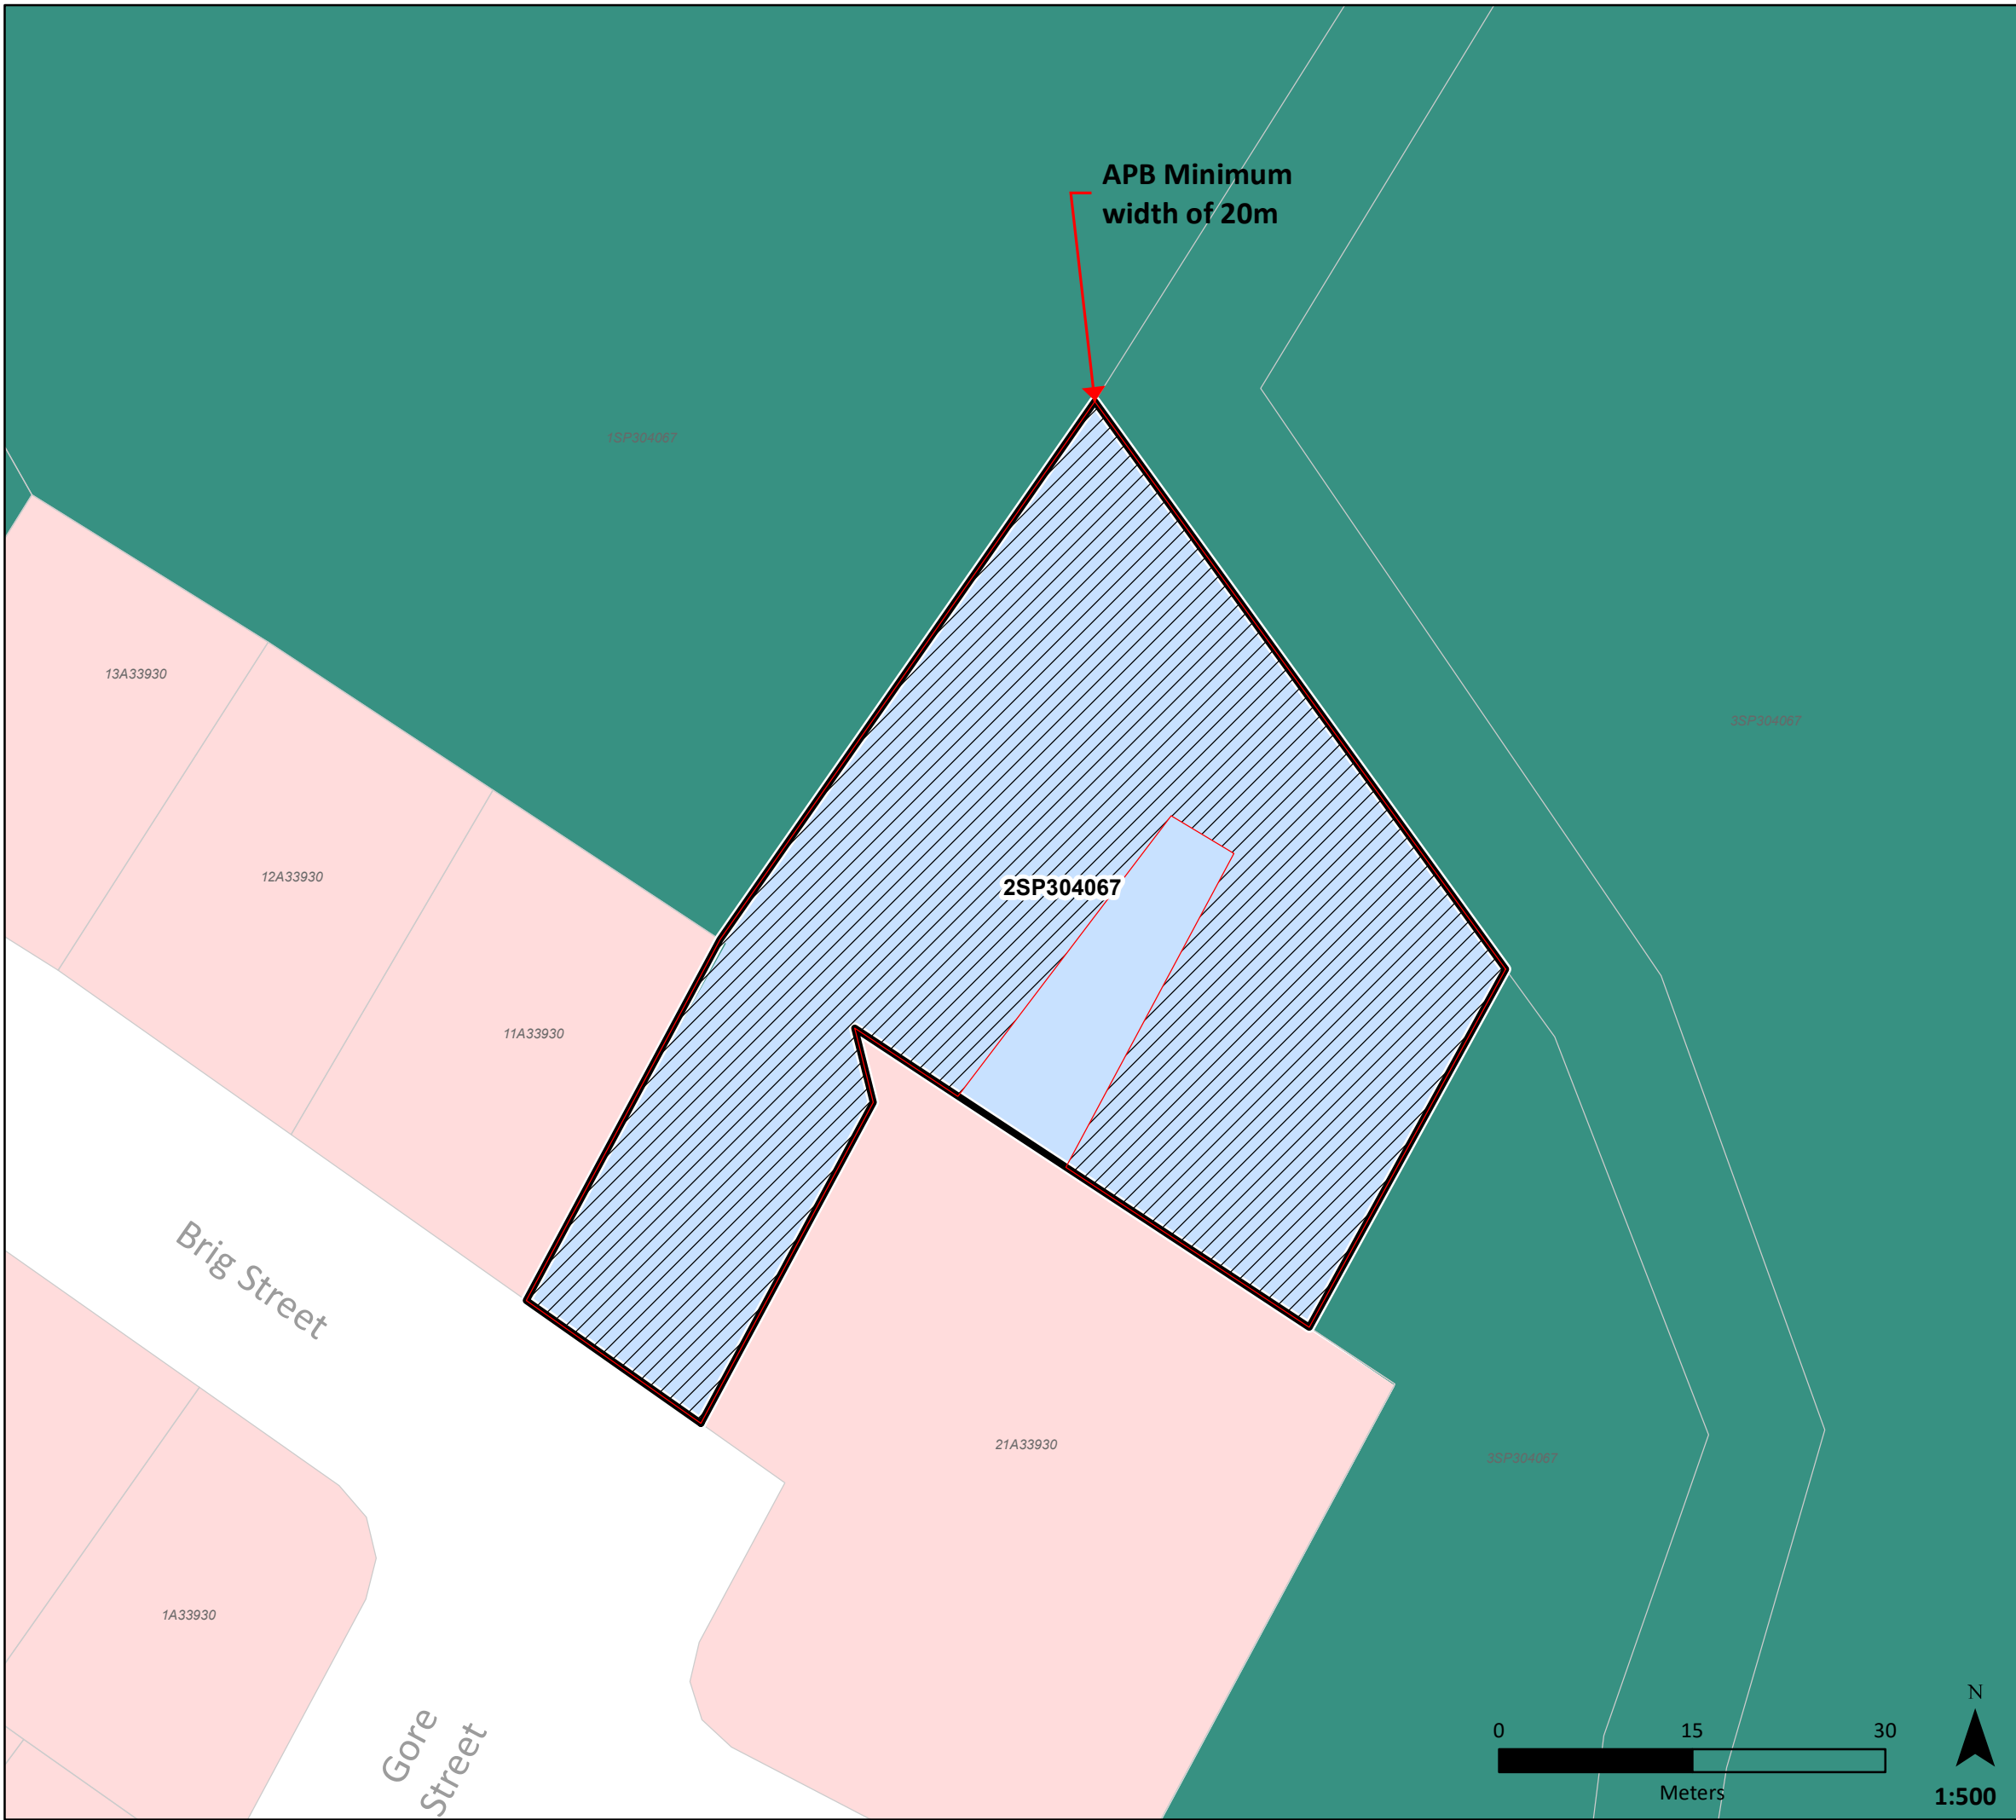 APB Minimum
width of 20m
1SP304067
13A33930
3SP304067
12A33930
2SP304067
11A33930
Brig Street
21A33930
3SP304067
1A33930
Gore
Street
N
0 15 30
Meters
1:500